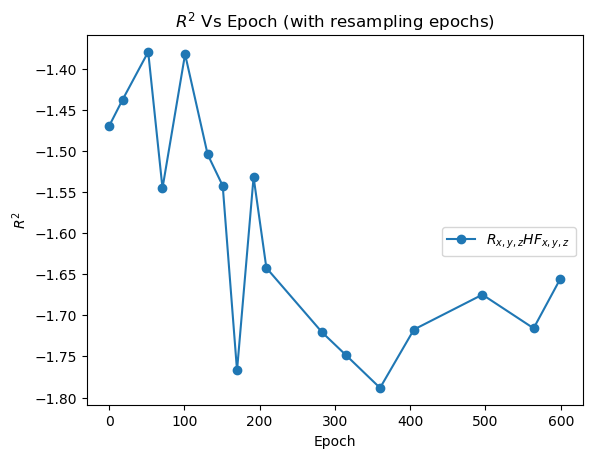 R² Vs Epoch (with resampling epochs)
−1.40
−1.45
−1.50
−1.55
−1.60
−1.65
−1.70
−1.75
−1.80
R²
R_{x, y, z}HF_{x, y, z}
0 100 200 300 400 500 600
Epoch